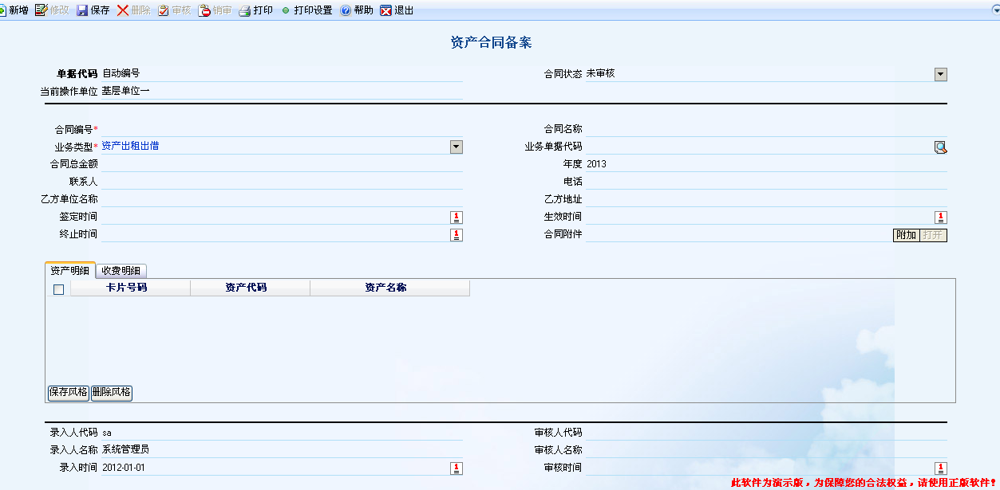 新增 修改 保存 删除 审核 销审 打印 打印设置 帮助 退出
资产合同备案
单据代码 自动编号 合同状态 未审核
当前操作单位 基层单位一
合同编号* 合同名称
业务类型* 资产出租出借 业务单据代码
合同总金额 年度 2013
联系人 电话
乙方单位名称 乙方地址
签定时间 1 生效时间 1
终止时间 1 合同附件 附加 打开
资产明细 收费明细
卡片号码 资产代码 资产名称
保存风格 删除风格
录入人代码 sa 审核人代码
录入人名称 系统管理员 审核人名称
录入时间 2012-01-01 1 审核时间 1
此软件为演示版，为保障您的合法权益，请使用正版软件！